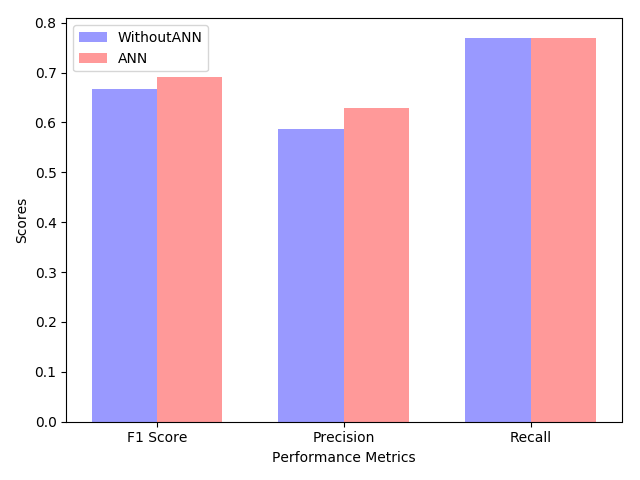 0.8
0.7
0.6
0.5
0.4
0.3
0.2
0.1
0.0
Scores
WithoutANN
ANN
F1 Score
Precision
Recall
Performance Metrics